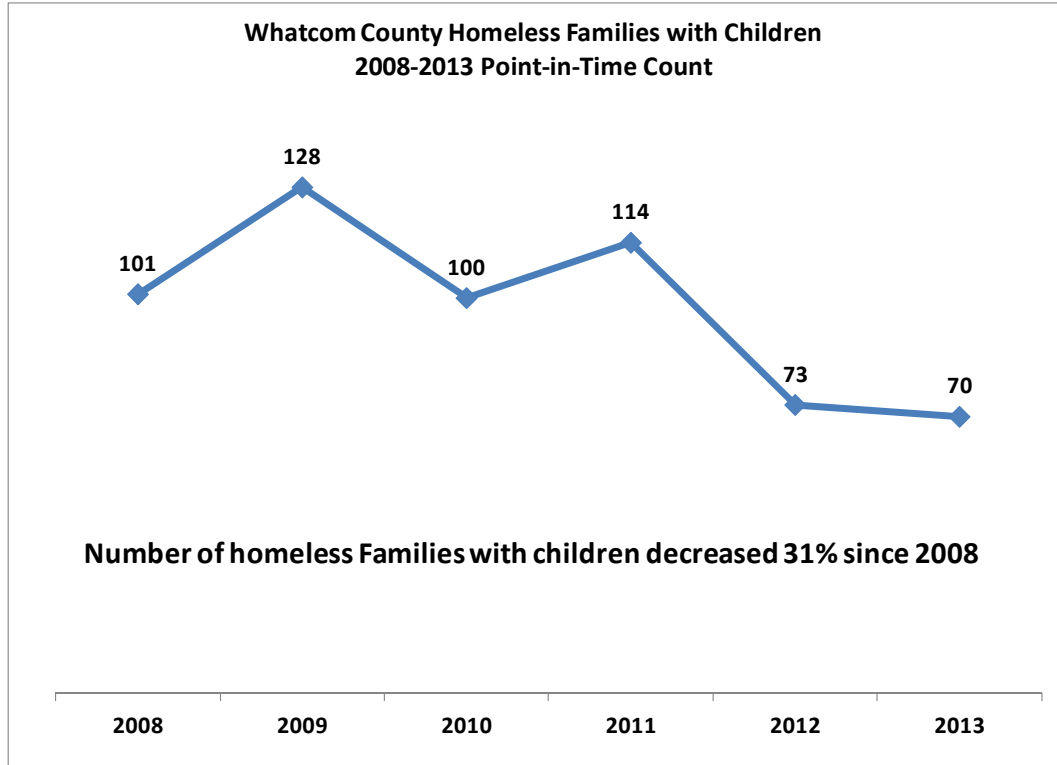 Whatcom County Homeless Families with Children
2008-2013 Point-in-Time Count
128
114
101
100
73
70
Number of homeless Families with children decreased 31% since 2008
2008 2009 2010 2011 2012 2013